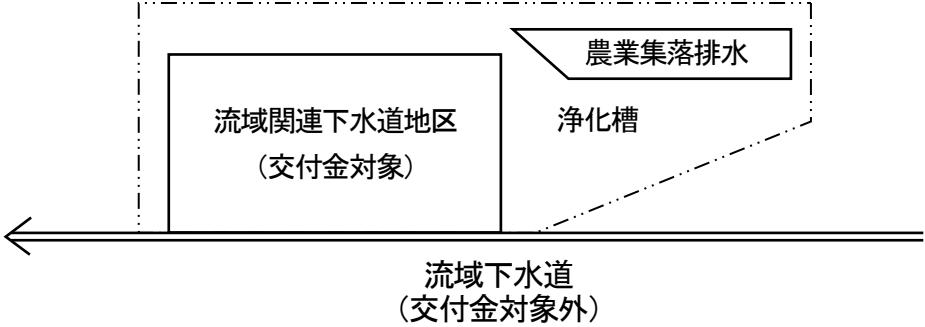 農業集落排水
流域関連下水道地区
（交付金対象）
浄化槽
流域下水道
（交付金対象外）